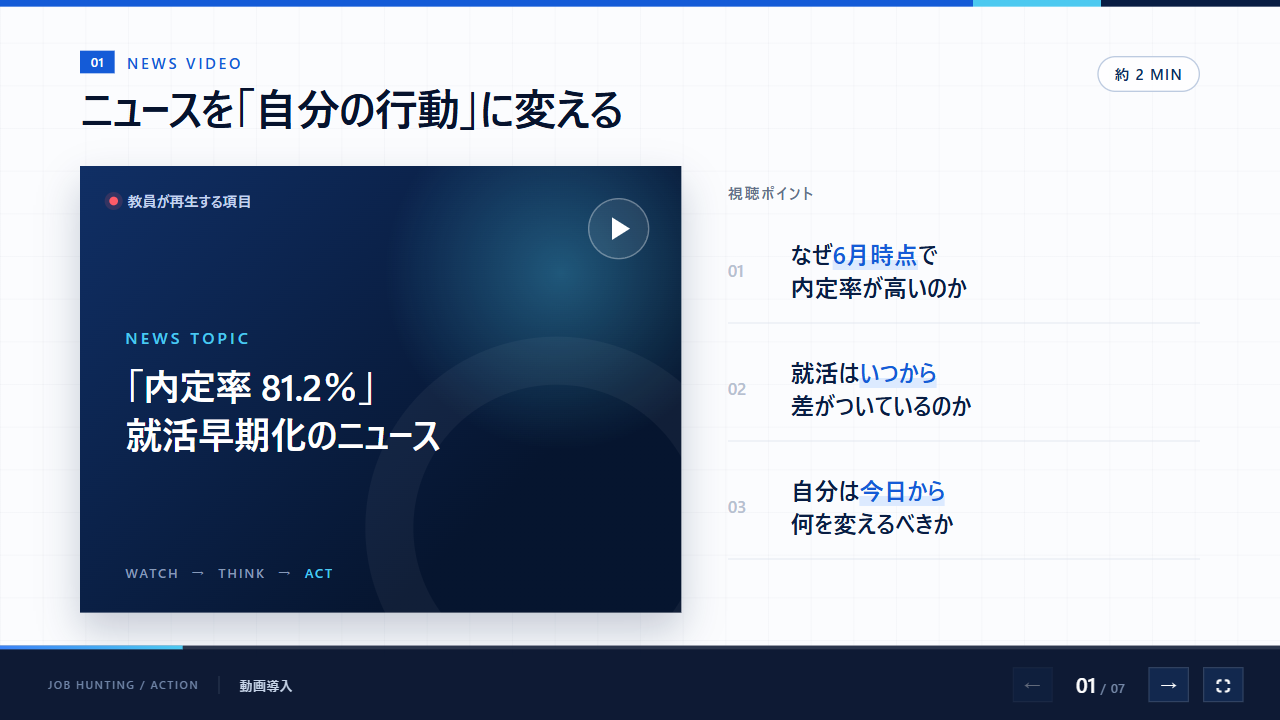 01 NEWS VIDEO
ニュースを「自分の行動」に変える
約 2 MIN
教員が再生する項目
NEWS TOPIC
「内定率 81.2%」
就活早期化のニュース
WATCH → THINK → ACT
視聴ポイント
01
なぜ6月時点で
内定率が高いのか
02
就活はいつから
差がついているのか
03
自分は今日から
何を変えるべきか
JOB HUNTING / ACTION
動画導入
←
01 / 07
→